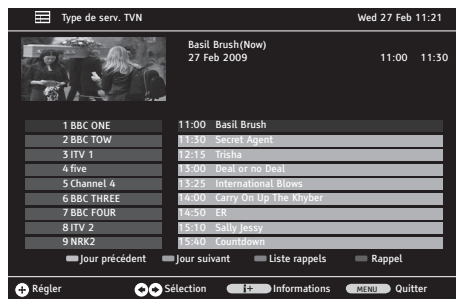 Type de serv. TVN Wed 27 Feb 11:21
Basil Brush(Now)
27 Feb 2009 11:00 11:30
1 BBC ONE 11:00 Basil Brush
2 BBC TOW 11:30 Secret Agent
3 ITV 1 12:15 Trisha
4 five 13:00 Deal or no Deal
5 Channel 4 13:25 International Blows
6 BBC THREE 14:00 Carry On Up The Khyber
7 BBC FOUR 14:50 ER
8 ITV 2 15:10 Sally Jessy
9 NRK2 15:40 Countdown
Jour précédent Jour suivant Liste rappels Rappel
Régler Sélection i+ Informations MENU Quitter